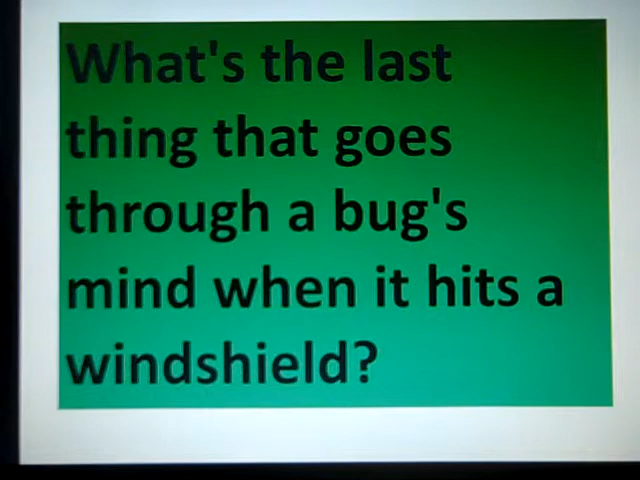 What's the last
thing that goes
through a bug's
mind when it hits a
windshield?